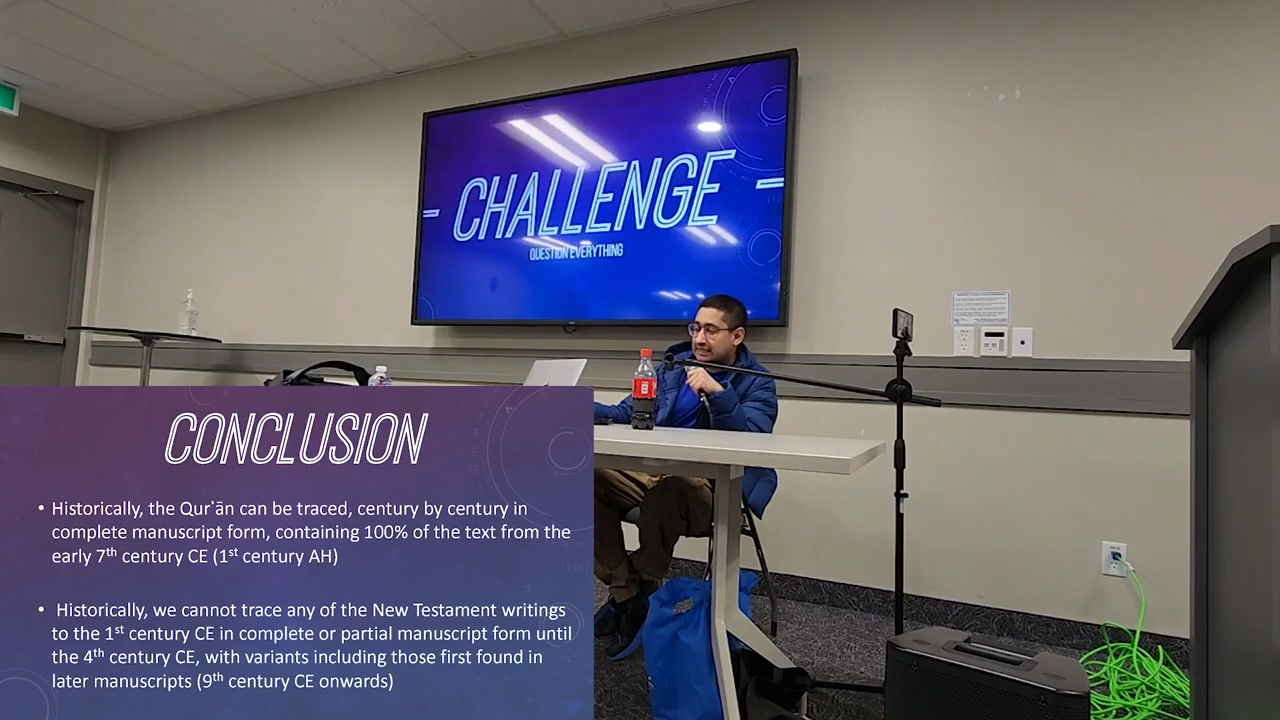 - CHALLENGE -
QUESTION EVERYTHING
CONCLUSION
• Historically, the Qurʾān can be traced, century by century in
complete manuscript form, containing 100% of the text from the
early 7th century CE (1st century AH)
• Historically, we cannot trace any of the New Testament writings
to the 1st century CE in complete or partial manuscript form until
the 4th century CE, with variants including those first found in
later manuscripts (9th century CE onwards)